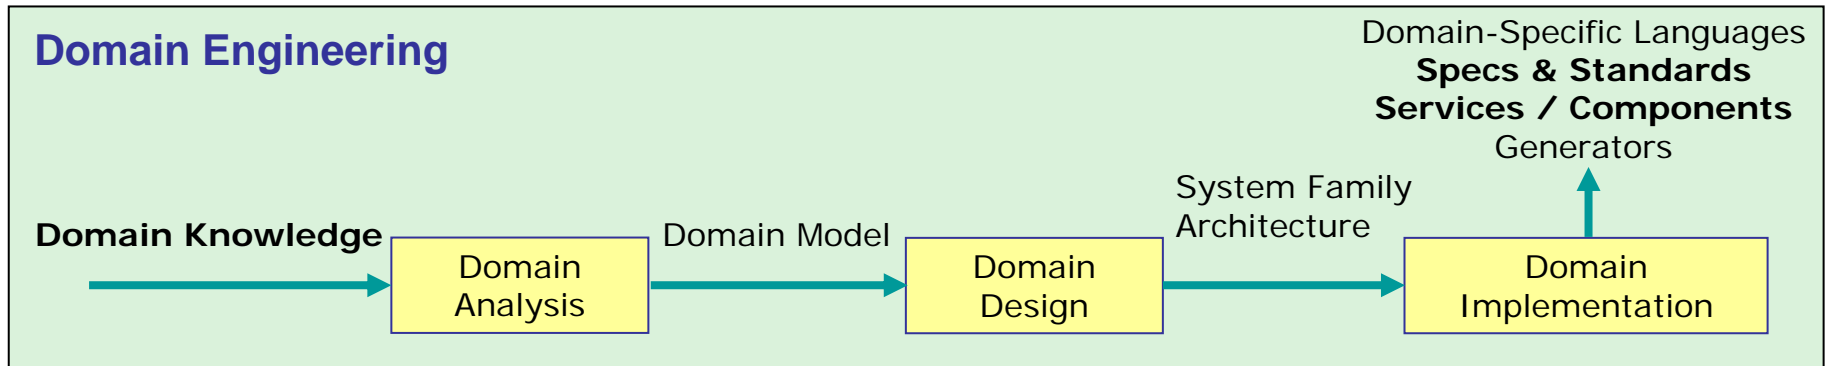 Domain Engineering
Domain-Specific Languages
Specs & Standards
Services / Components
Generators
System Family
Architecture
Domain Knowledge
Domain Model
Domain
Analysis
Domain
Design
Domain
Implementation